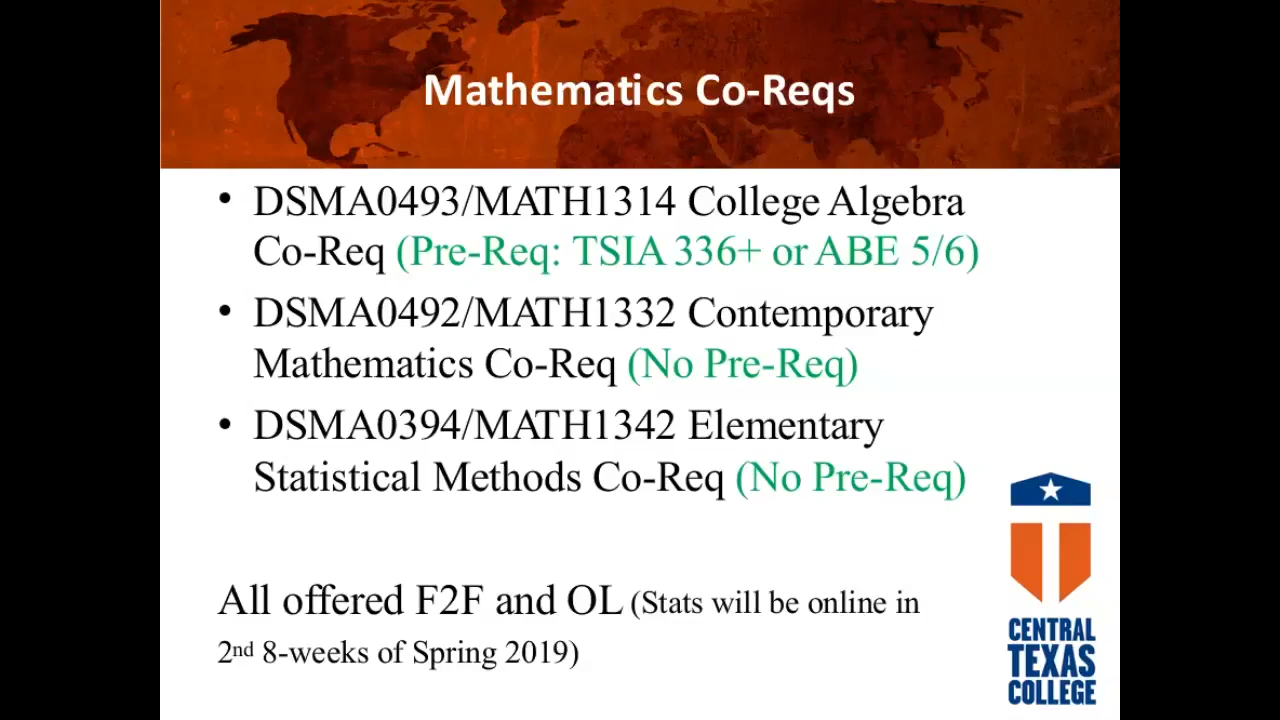 Mathematics Co-Reqs
• DSMA0493/MATH1314 College Algebra
Co-Req (Pre-Req: TSIA 336+ or ABE 5/6)
• DSMA0492/MATH1332 Contemporary
Mathematics Co-Req (No Pre-Req)
• DSMA0394/MATH1342 Elementary
Statistical Methods Co-Req (No Pre-Req)
All offered F2F and OL (Stats will be online in
2nd 8-weeks of Spring 2019)
CENTRAL
TEXAS
COLLEGE